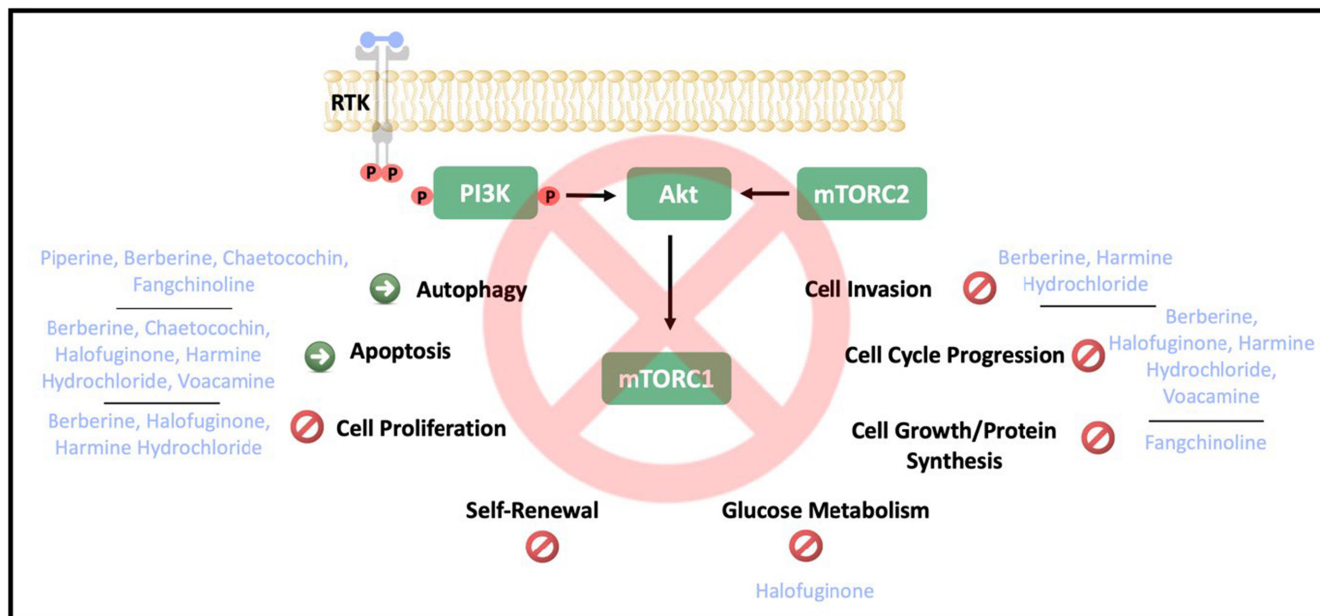 RTK
P P
P PI3K P
Akt
mTORC2
Piperine, Berberine, Chaetocochin,
Fangchinoline
Autophagy
Berberine, Chaetocochin,
Halofuginone, Harmine
Hydrochloride, Voacamine
Apoptosis
Berberine, Halofuginone,
Harmine Hydrochloride
Cell Proliferation
mTORC1
Cell Invasion
Berberine, Harmine
Hydrochloride
Cell Cycle Progression
Berberine,
Halofuginone, Harmine
Hydrochloride,
Voacamine
Cell Growth/Protein
Synthesis
Fangchinoline
Self-Renewal
Glucose Metabolism
Halofuginone